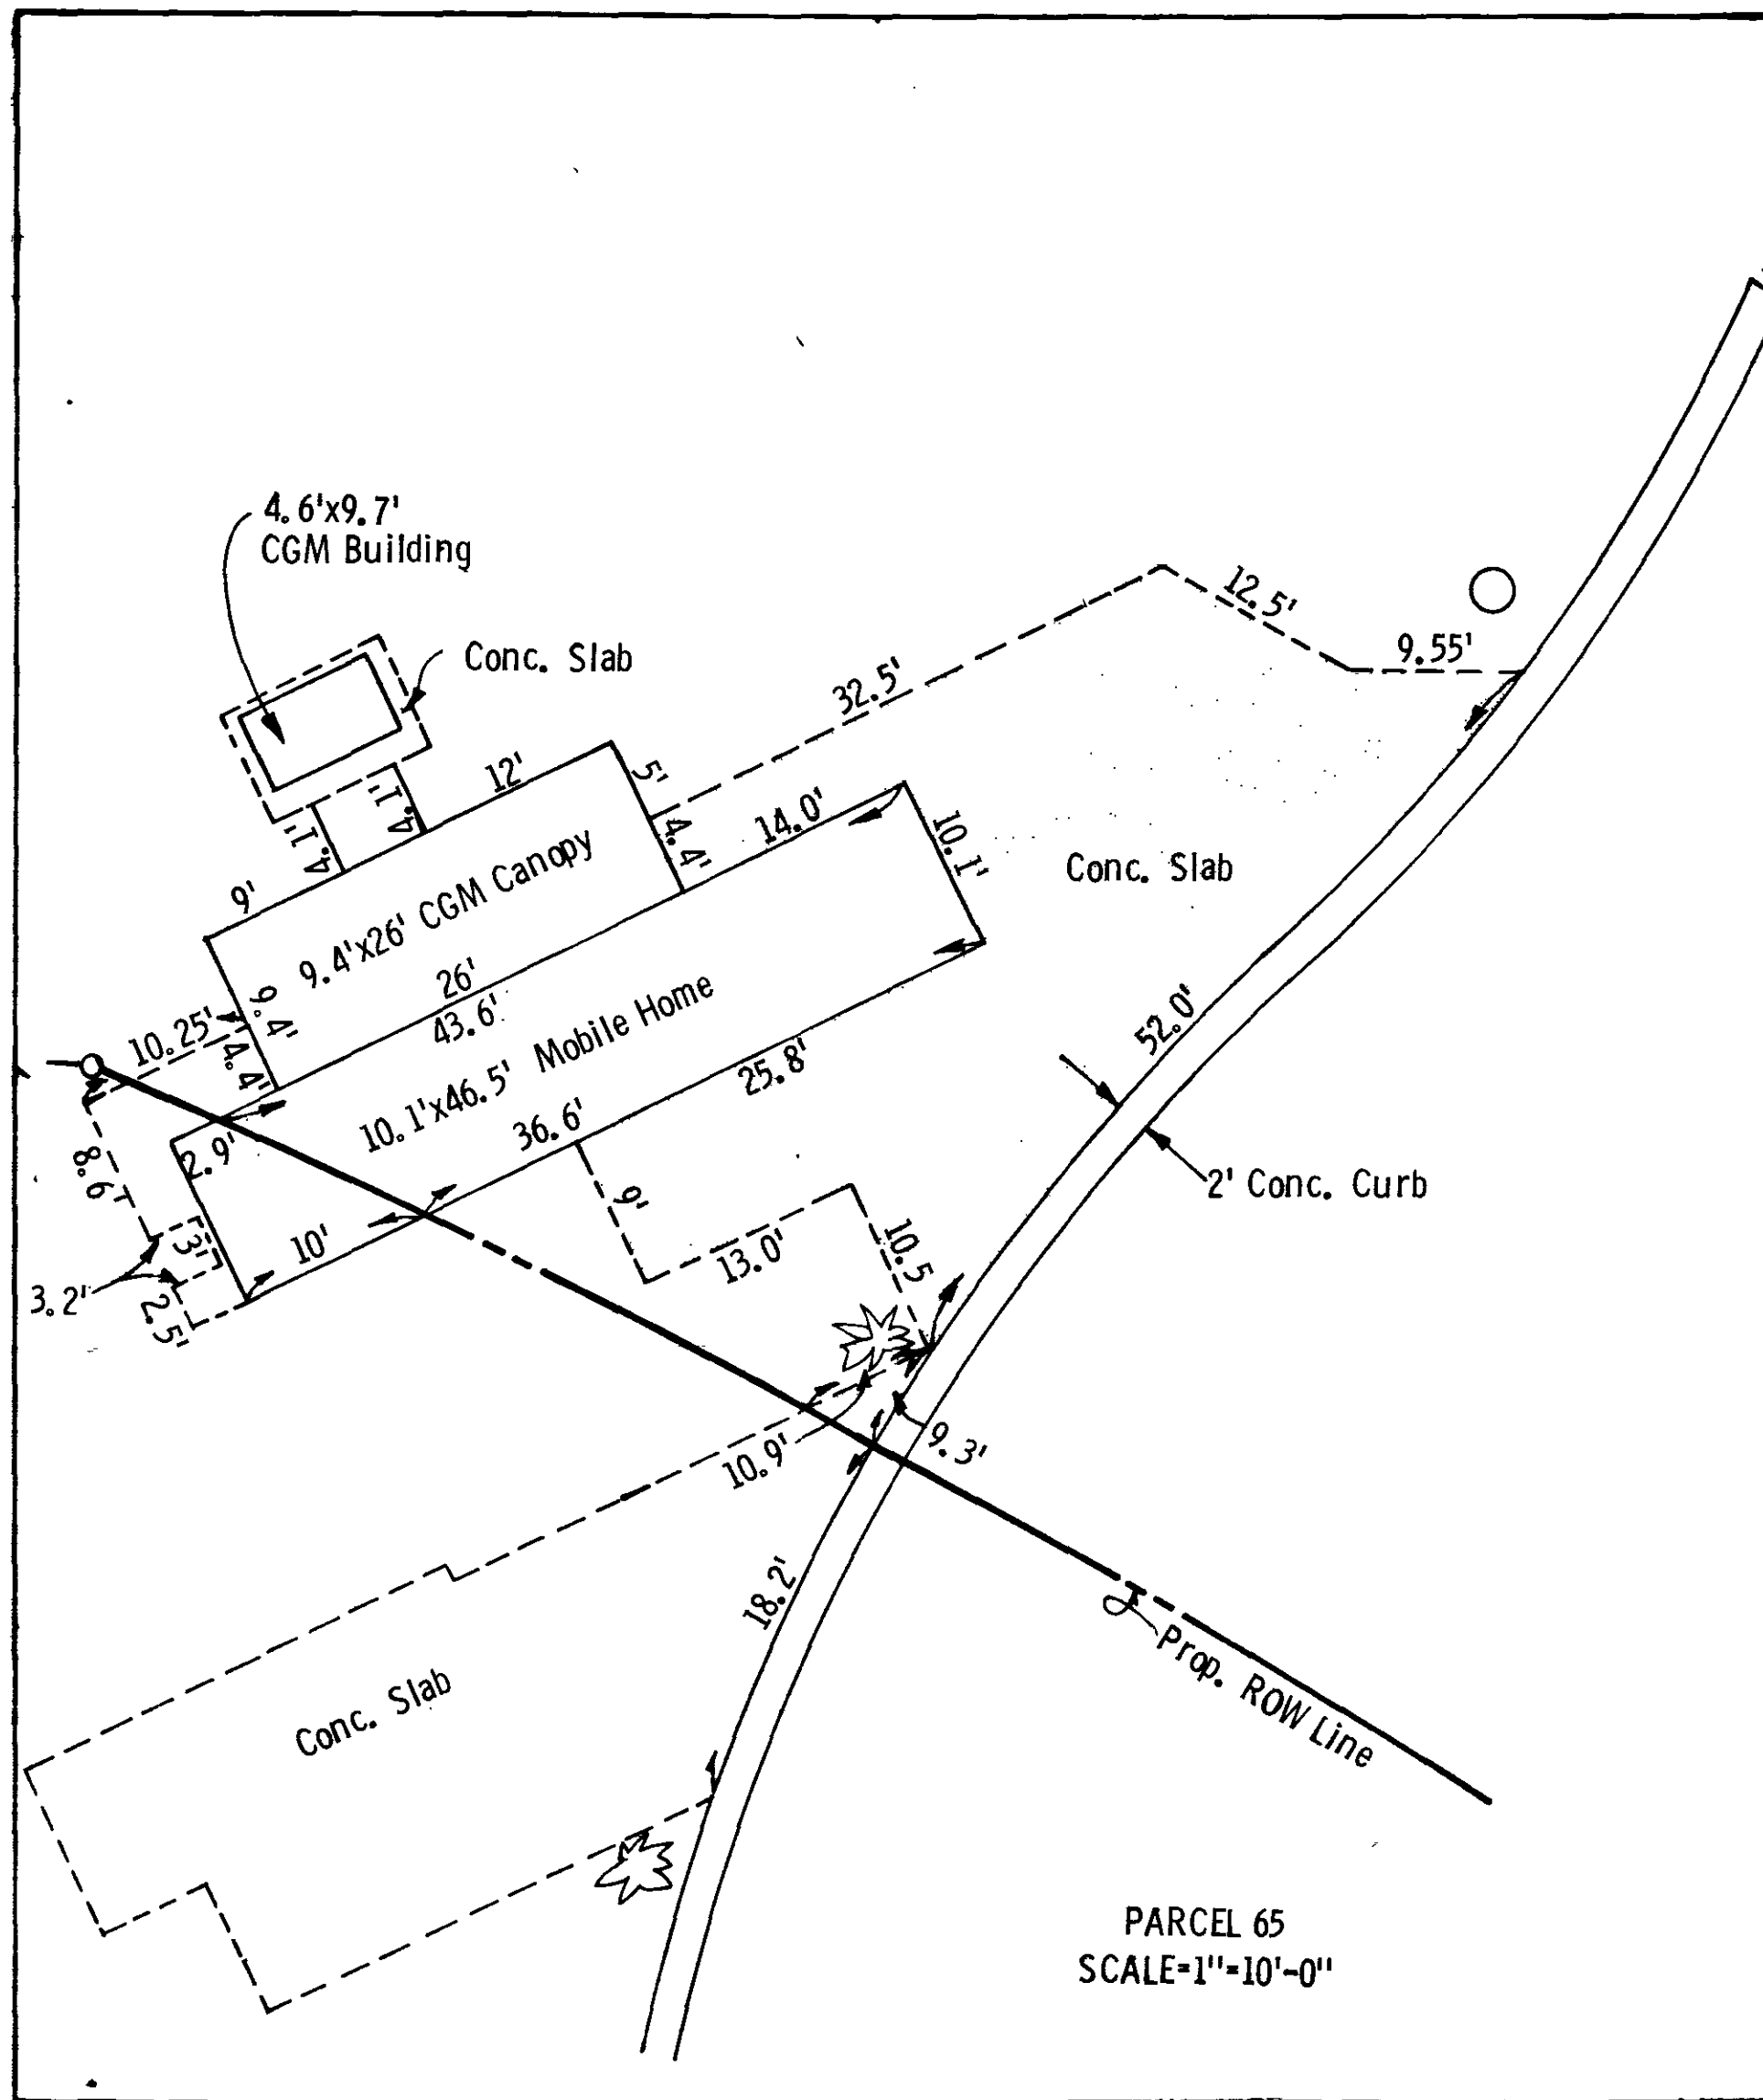 4.6'x9.7'
CGM Building
Conc. Slab
12.5'
9.55'
32.5'
12'
5'
4.1'
4.1'
14.0'
4.4'
10.1'
Conc. Slab
9'
9.4'x26' CGM Canopy
26'
43.6'
9.4'
10.25'
4.4'
10.1'x46.5' Mobile Home
25.8'
52.0'
36.6'
2.9'
8.6'
2' Conc. Curb
9'
13.0'
10.5
10'
3'
3.2'
2.5'
10.9'
9.3'
18.2'
Prop. ROW Line
Conc. Slab
PARCEL 65
SCALE=1"=10'-0"